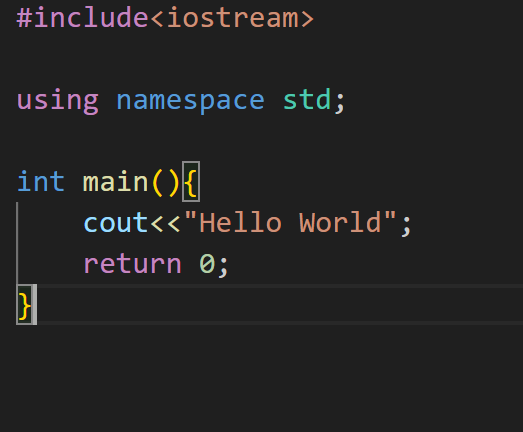 #include<iostream>
using namespace std;
int main(){
    cout<<"Hello World";
    return 0;
}